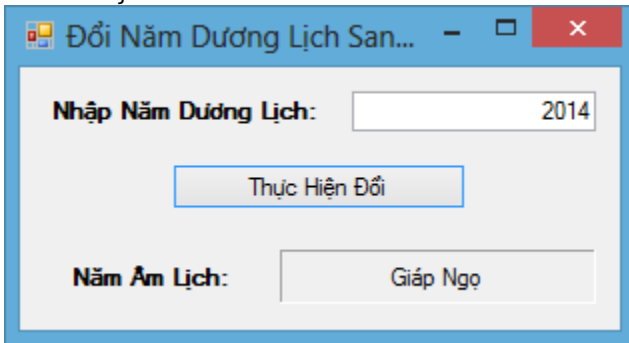 Đổi Năm Dương Lịch San...
Nhập Năm Dương Lịch: 2014
Thực Hiện Đổi
Năm Âm Lịch: Giáp Ngọ